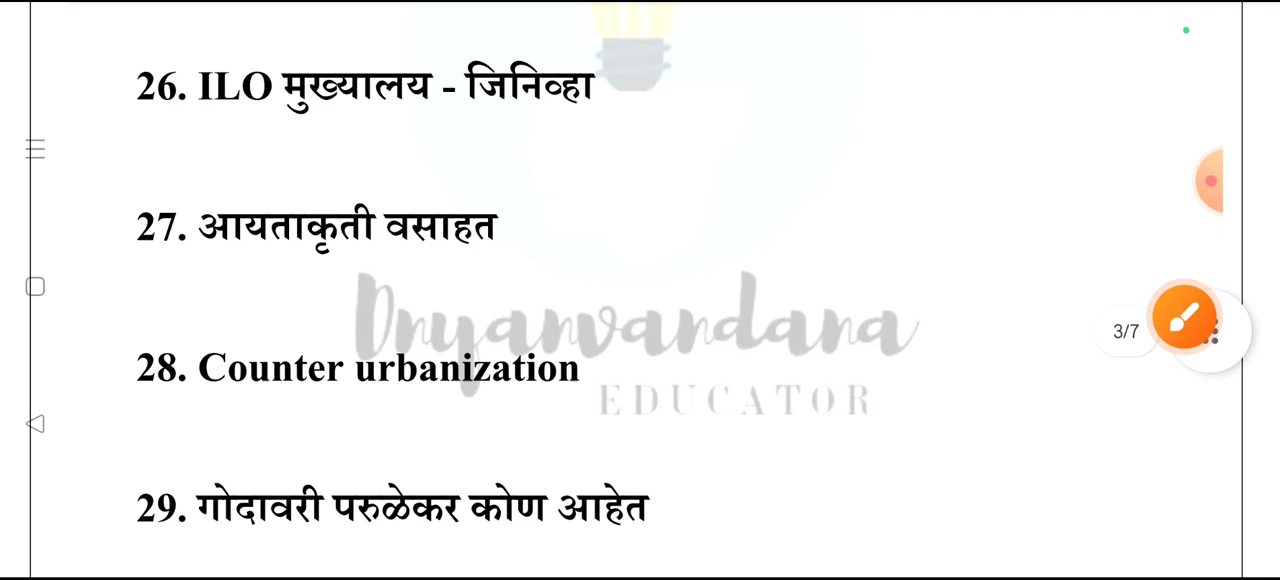 26. ILO मुख्यालय - जिनिव्हा
27. आयताकृती वसाहत
Dnyanvandana
3/7
28. Counter urbanization
EDUCATOR
29. गोदावरी परुळेकर कोण आहेत